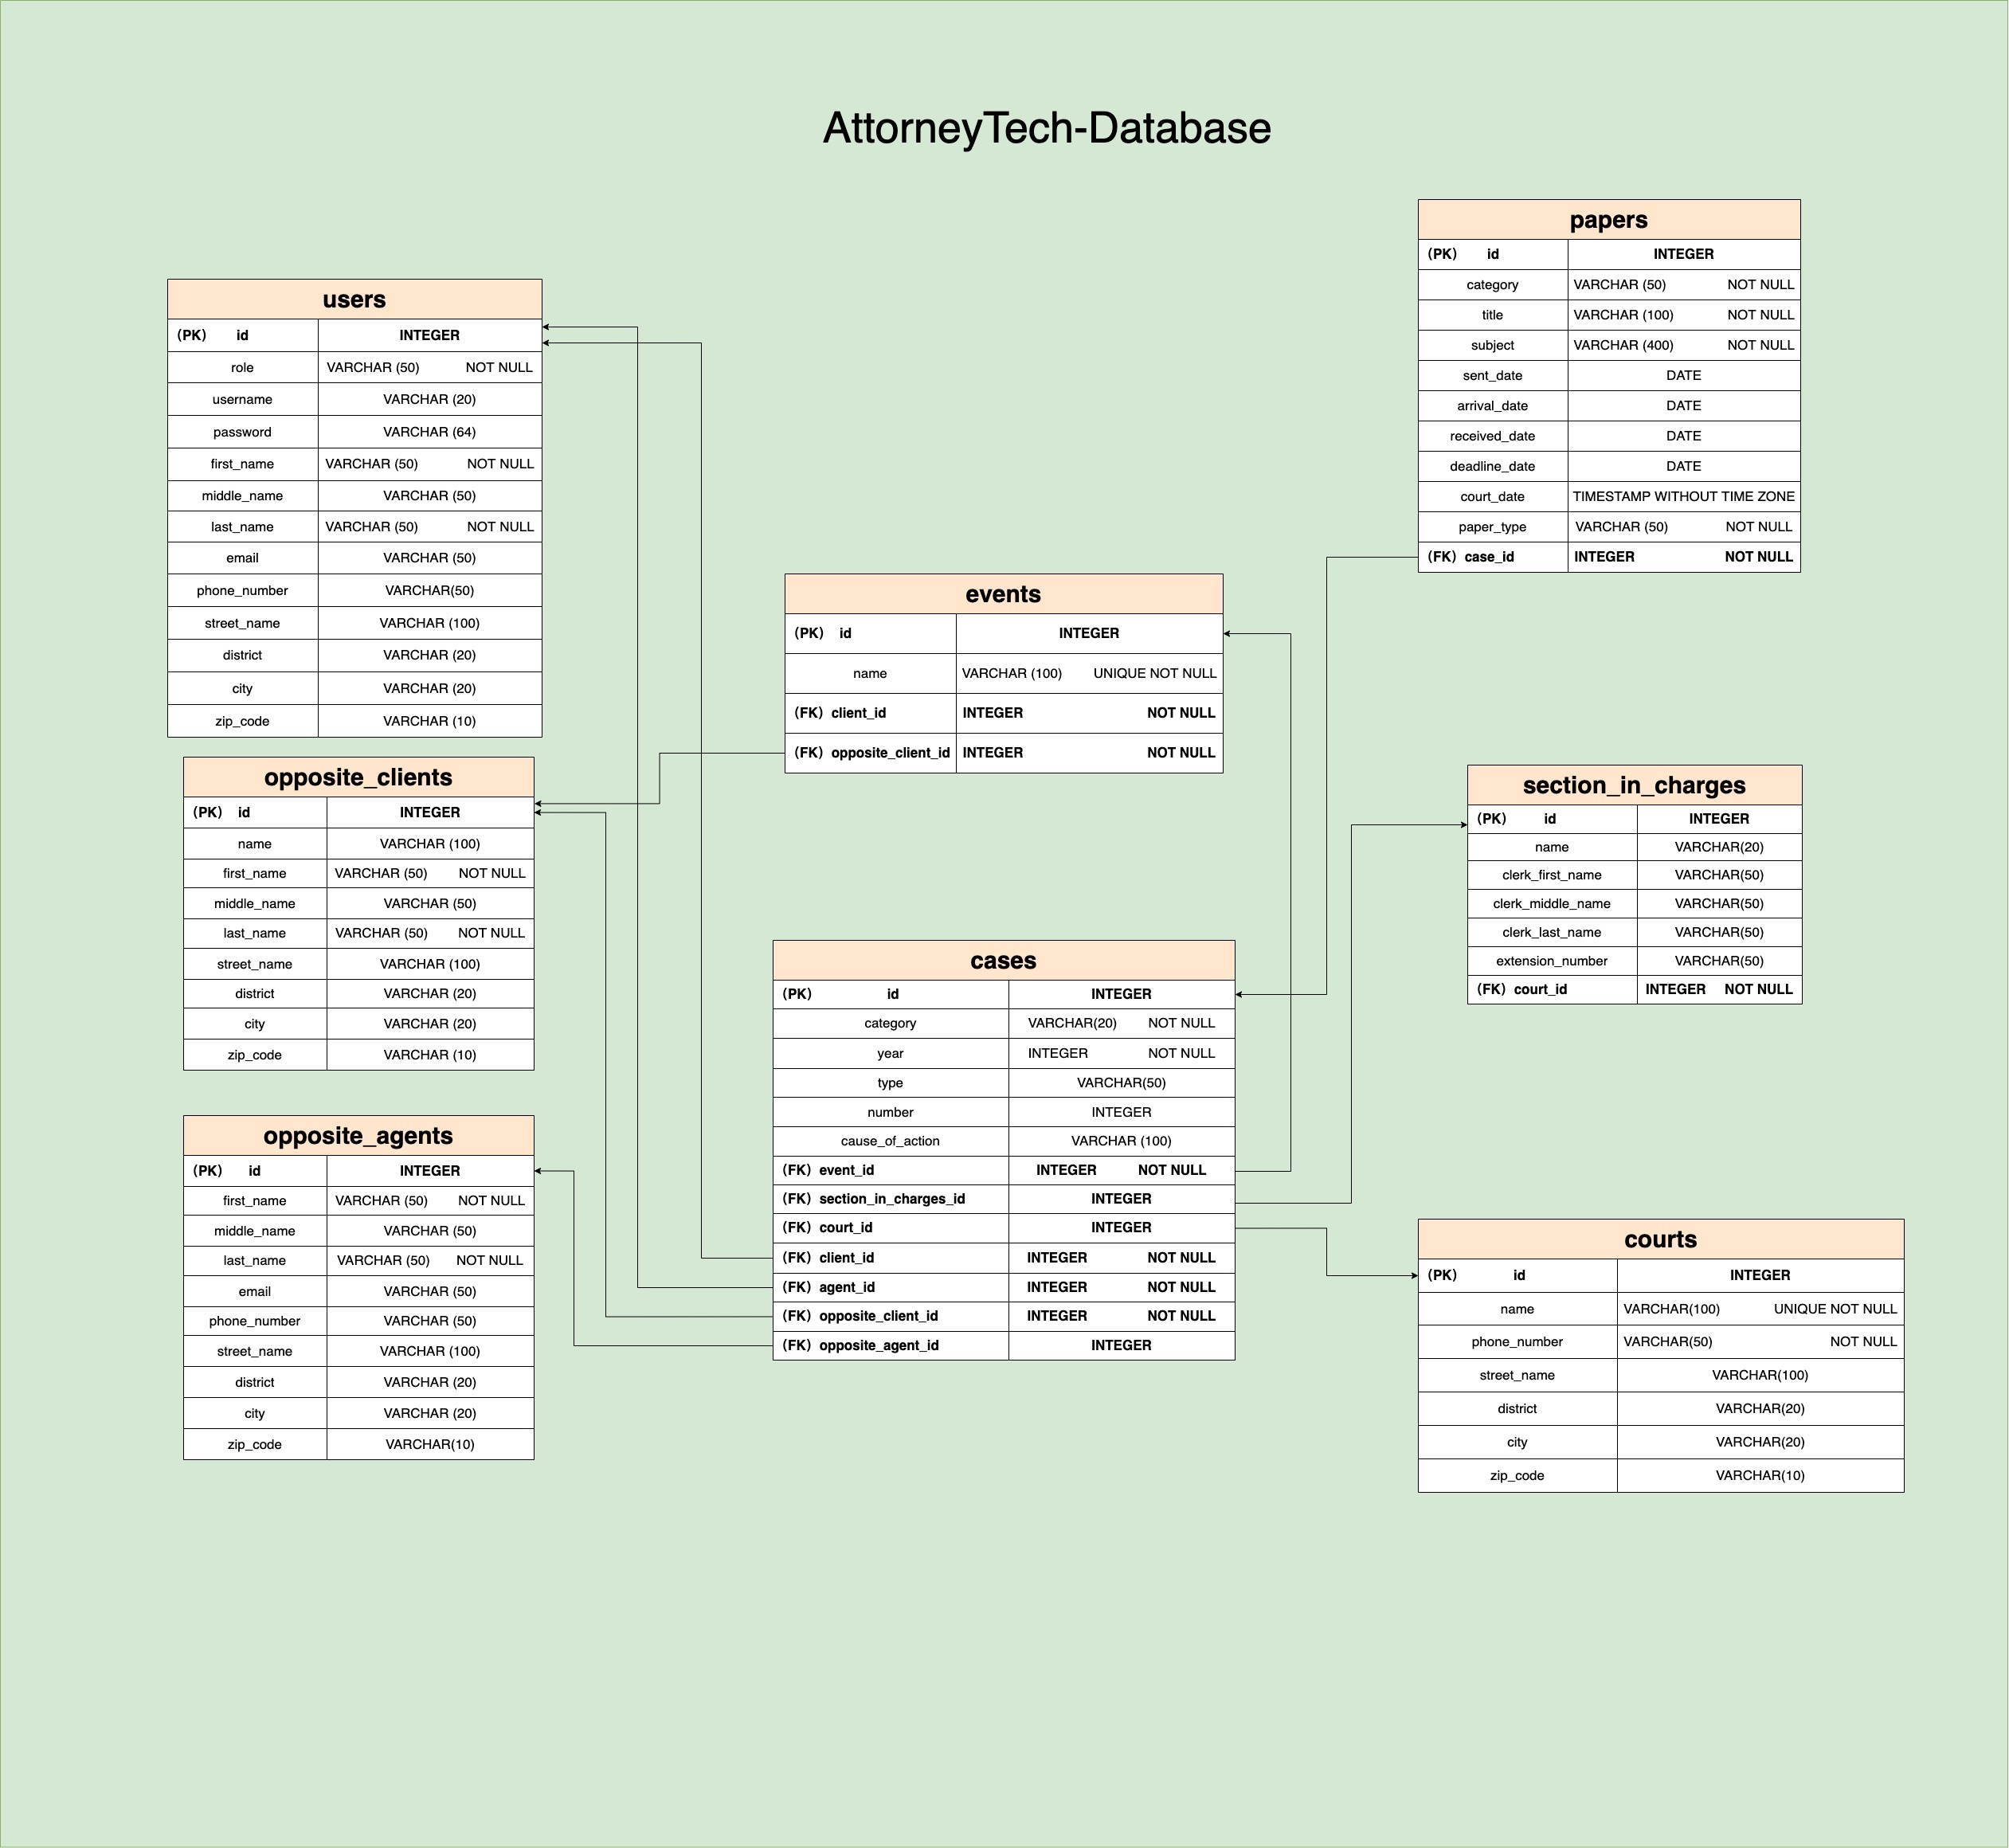 AttorneyTech-Database
users
(PK) id INTEGER
role VARCHAR (50) NOT NULL
username VARCHAR (20)
password VARCHAR (64)
first_name VARCHAR (50) NOT NULL
middle_name VARCHAR (50)
last_name VARCHAR (50) NOT NULL
email VARCHAR (50)
phone_number VARCHAR(50)
street_name VARCHAR (100)
district VARCHAR (20)
city VARCHAR (20)
zip_code VARCHAR (10)
opposite_clients
(PK) id INTEGER
name VARCHAR (100)
first_name VARCHAR (50) NOT NULL
middle_name VARCHAR (50)
last_name VARCHAR (50) NOT NULL
street_name VARCHAR (100)
district VARCHAR (20)
city VARCHAR (20)
zip_code VARCHAR (10)
opposite_agents
(PK) id INTEGER
first_name VARCHAR (50) NOT NULL
middle_name VARCHAR (50)
last_name VARCHAR (50) NOT NULL
email VARCHAR (50)
phone_number VARCHAR (50)
street_name VARCHAR (100)
district VARCHAR (20)
city VARCHAR (20)
zip_code VARCHAR(10)
events
(PK) id INTEGER
name VARCHAR (100) UNIQUE NOT NULL
(FK) client_id INTEGER NOT NULL
(FK) opposite_client_id INTEGER NOT NULL
cases
(PK) id INTEGER
category VARCHAR(20) NOT NULL
year INTEGER NOT NULL
type VARCHAR(50)
number INTEGER
cause_of_action VARCHAR (100)
(FK) event_id INTEGER NOT NULL
(FK) section_in_charges_id INTEGER
(FK) court_id INTEGER
(FK) client_id INTEGER NOT NULL
(FK) agent_id INTEGER NOT NULL
(FK) opposite_client_id INTEGER NOT NULL
(FK) opposite_agent_id INTEGER
papers
(PK) id INTEGER
category VARCHAR (50) NOT NULL
title VARCHAR (100) NOT NULL
subject VARCHAR (400) NOT NULL
sent_date DATE
arrival_date DATE
received_date DATE
deadline_date DATE
court_date TIMESTAMP WITHOUT TIME ZONE
paper_type VARCHAR (50) NOT NULL
(FK) case_id INTEGER NOT NULL
section_in_charges
(PK) id INTEGER
name VARCHAR(20)
clerk_first_name VARCHAR(50)
clerk_middle_name VARCHAR(50)
clerk_last_name VARCHAR(50)
extension_number VARCHAR(50)
(FK) court_id INTEGER NOT NULL
courts
(PK) id INTEGER
name VARCHAR(100) UNIQUE NOT NULL
phone_number VARCHAR(50) NOT NULL
street_name VARCHAR(100)
district VARCHAR(20)
city VARCHAR(20)
zip_code VARCHAR(10)